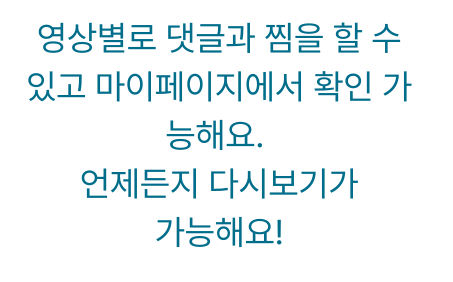 영상별로 댓글과 찜을 할 수
있고 마이페이지에서 확인 가
능해요.
언제든지 다시보기가
가능해요!